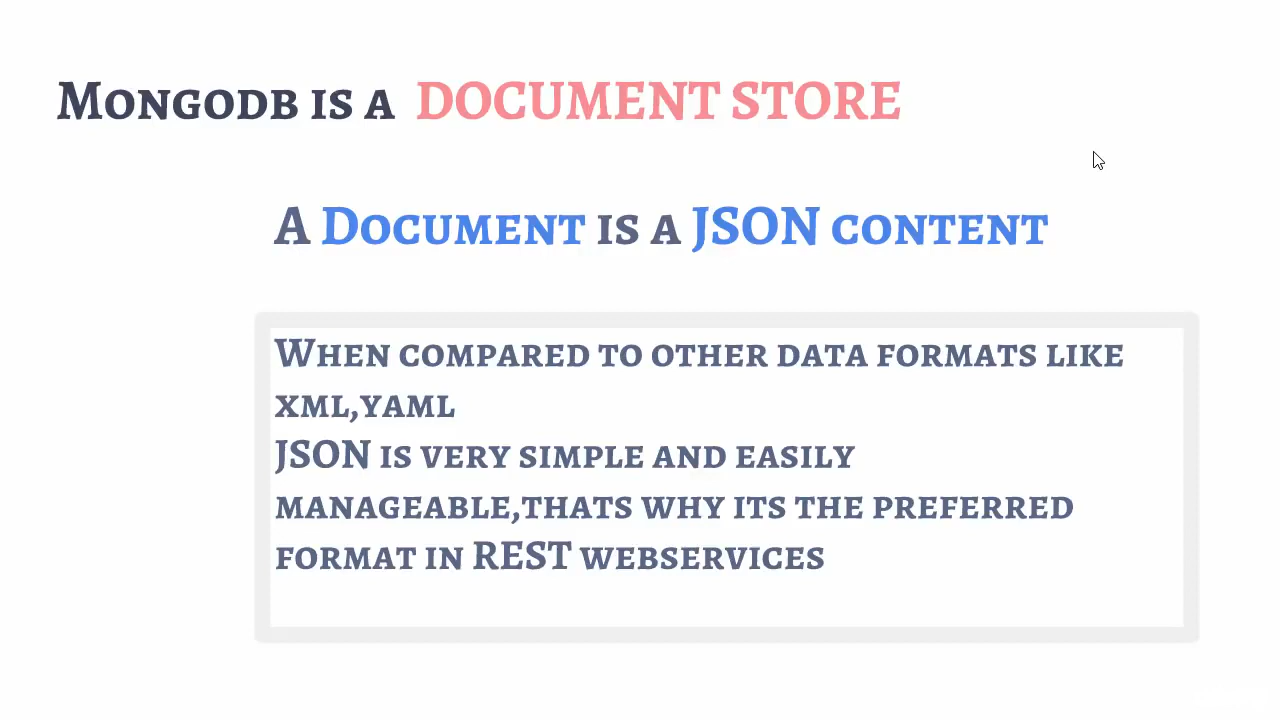 Mongodb is a DOCUMENT STORE
A Document is a JSON content
When compared to other data formats like
xml,yaml
JSON is very simple and easily
manageable,thats why its the preferred
format in REST webservices